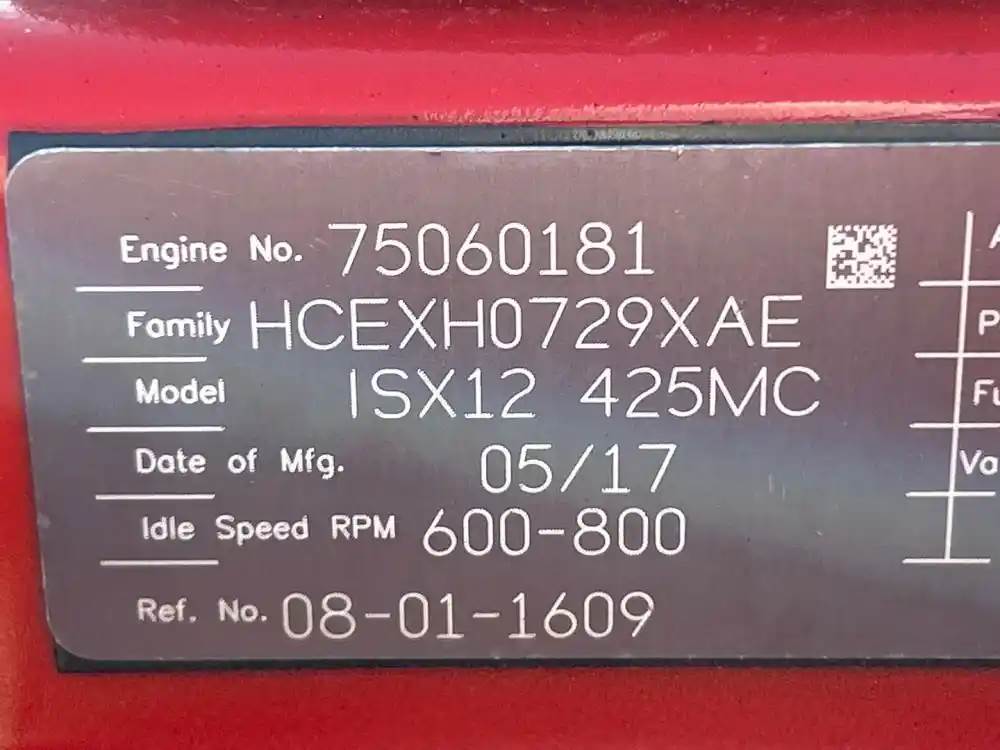 Engine No. 75060181
Family HCEXH0729XAE
Model ISX12 425MC
Date of Mfg. 05/17
Idle Speed RPM 600-800
Ref. No. 08-01-1609